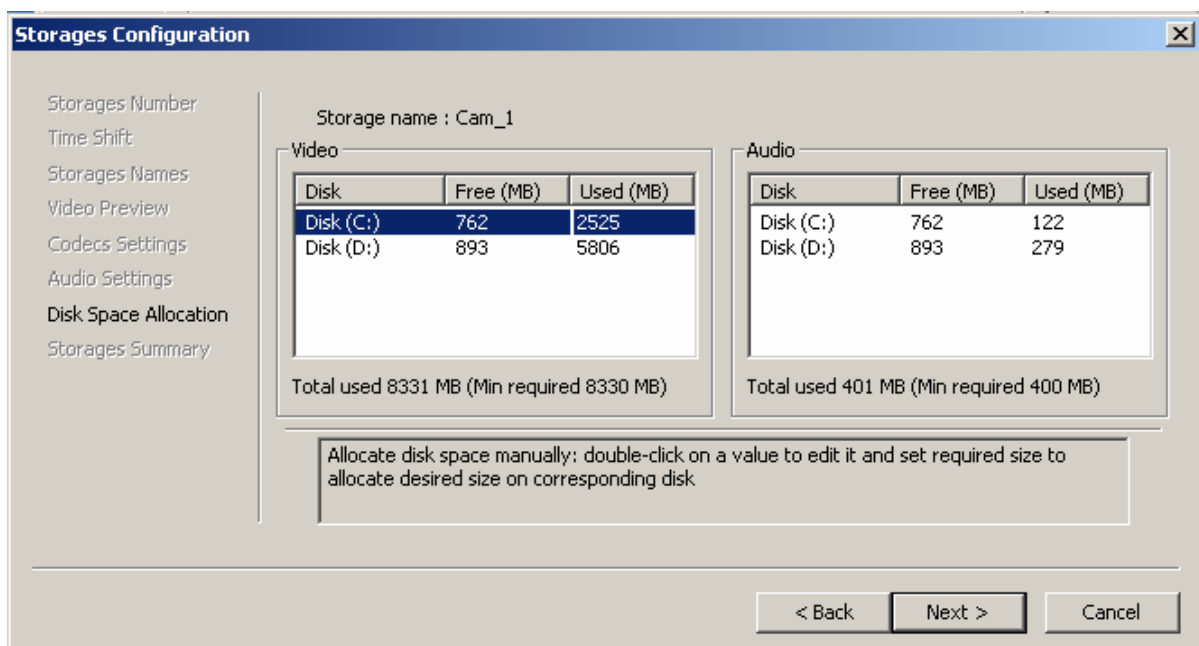 Storages Configuration
Storages Number
Time Shift
Storages Names
Video Preview
Codecs Settings
Audio Settings
Disk Space Allocation
Storages Summary
Storage name : Cam_1
Video
Disk Free (MB) Used (MB)
Disk (C:) 762 2525
Disk (D:) 893 5806
Total used 8331 MB (Min required 8330 MB)
Audio
Disk Free (MB) Used (MB)
Disk (C:) 762 122
Disk (D:) 893 279
Total used 401 MB (Min required 400 MB)
Allocate disk space manually: double-click on a value to edit it and set required size to
allocate desired size on corresponding disk
< Back Next > Cancel